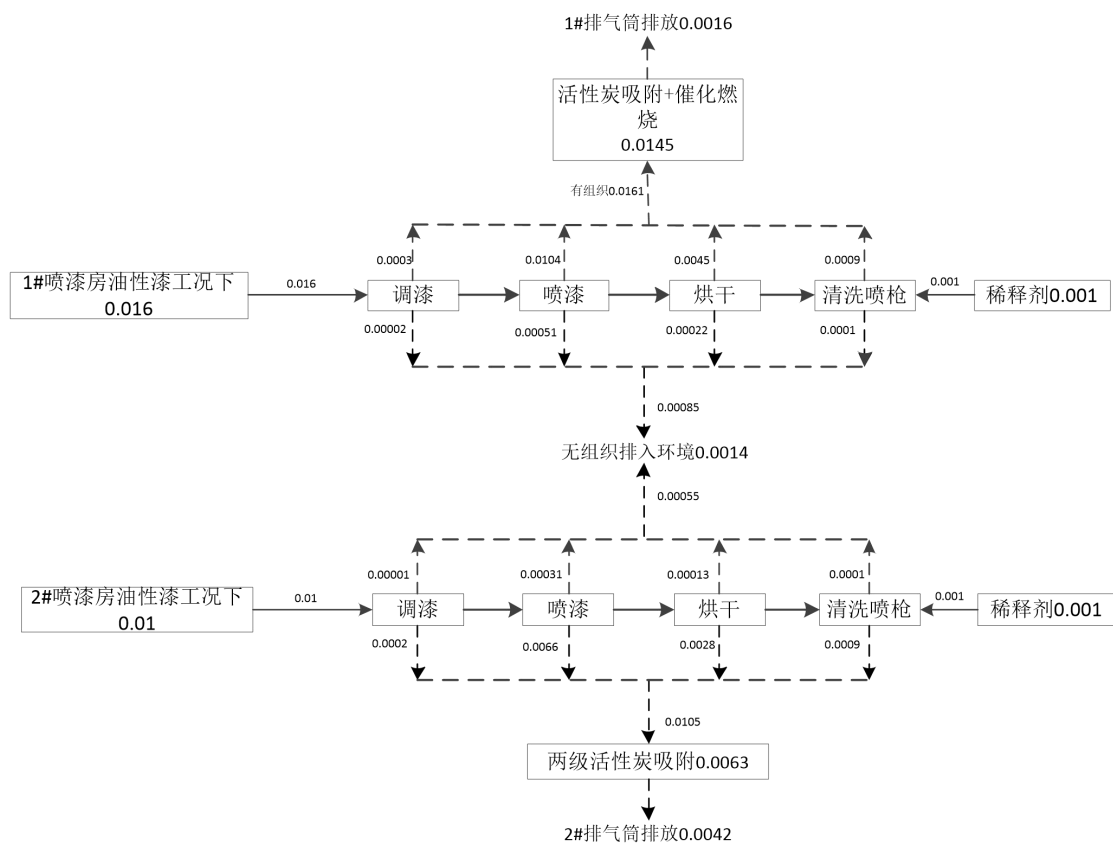 1#排气筒排放0.0016
活性炭吸附+催化燃
烧
0.0145
有组织0.0161
0.0003
0.0104
0.0045
0.0009
1#喷漆房油性漆工况下
0.016
0.016
调漆
喷漆
烘干
清洗喷枪
0.001
稀释剂0.001
0.00002
0.00051
0.00022
0.0001
0.00085
无组织排入环境0.0014
0.00055
0.00001
0.00031
0.00013
0.0001
2#喷漆房油性漆工况下
0.01
0.01
调漆
喷漆
烘干
清洗喷枪
0.001
稀释剂0.001
0.0002
0.0066
0.0028
0.0009
0.0105
两级活性炭吸附0.0063
2#排气筒排放0.0042